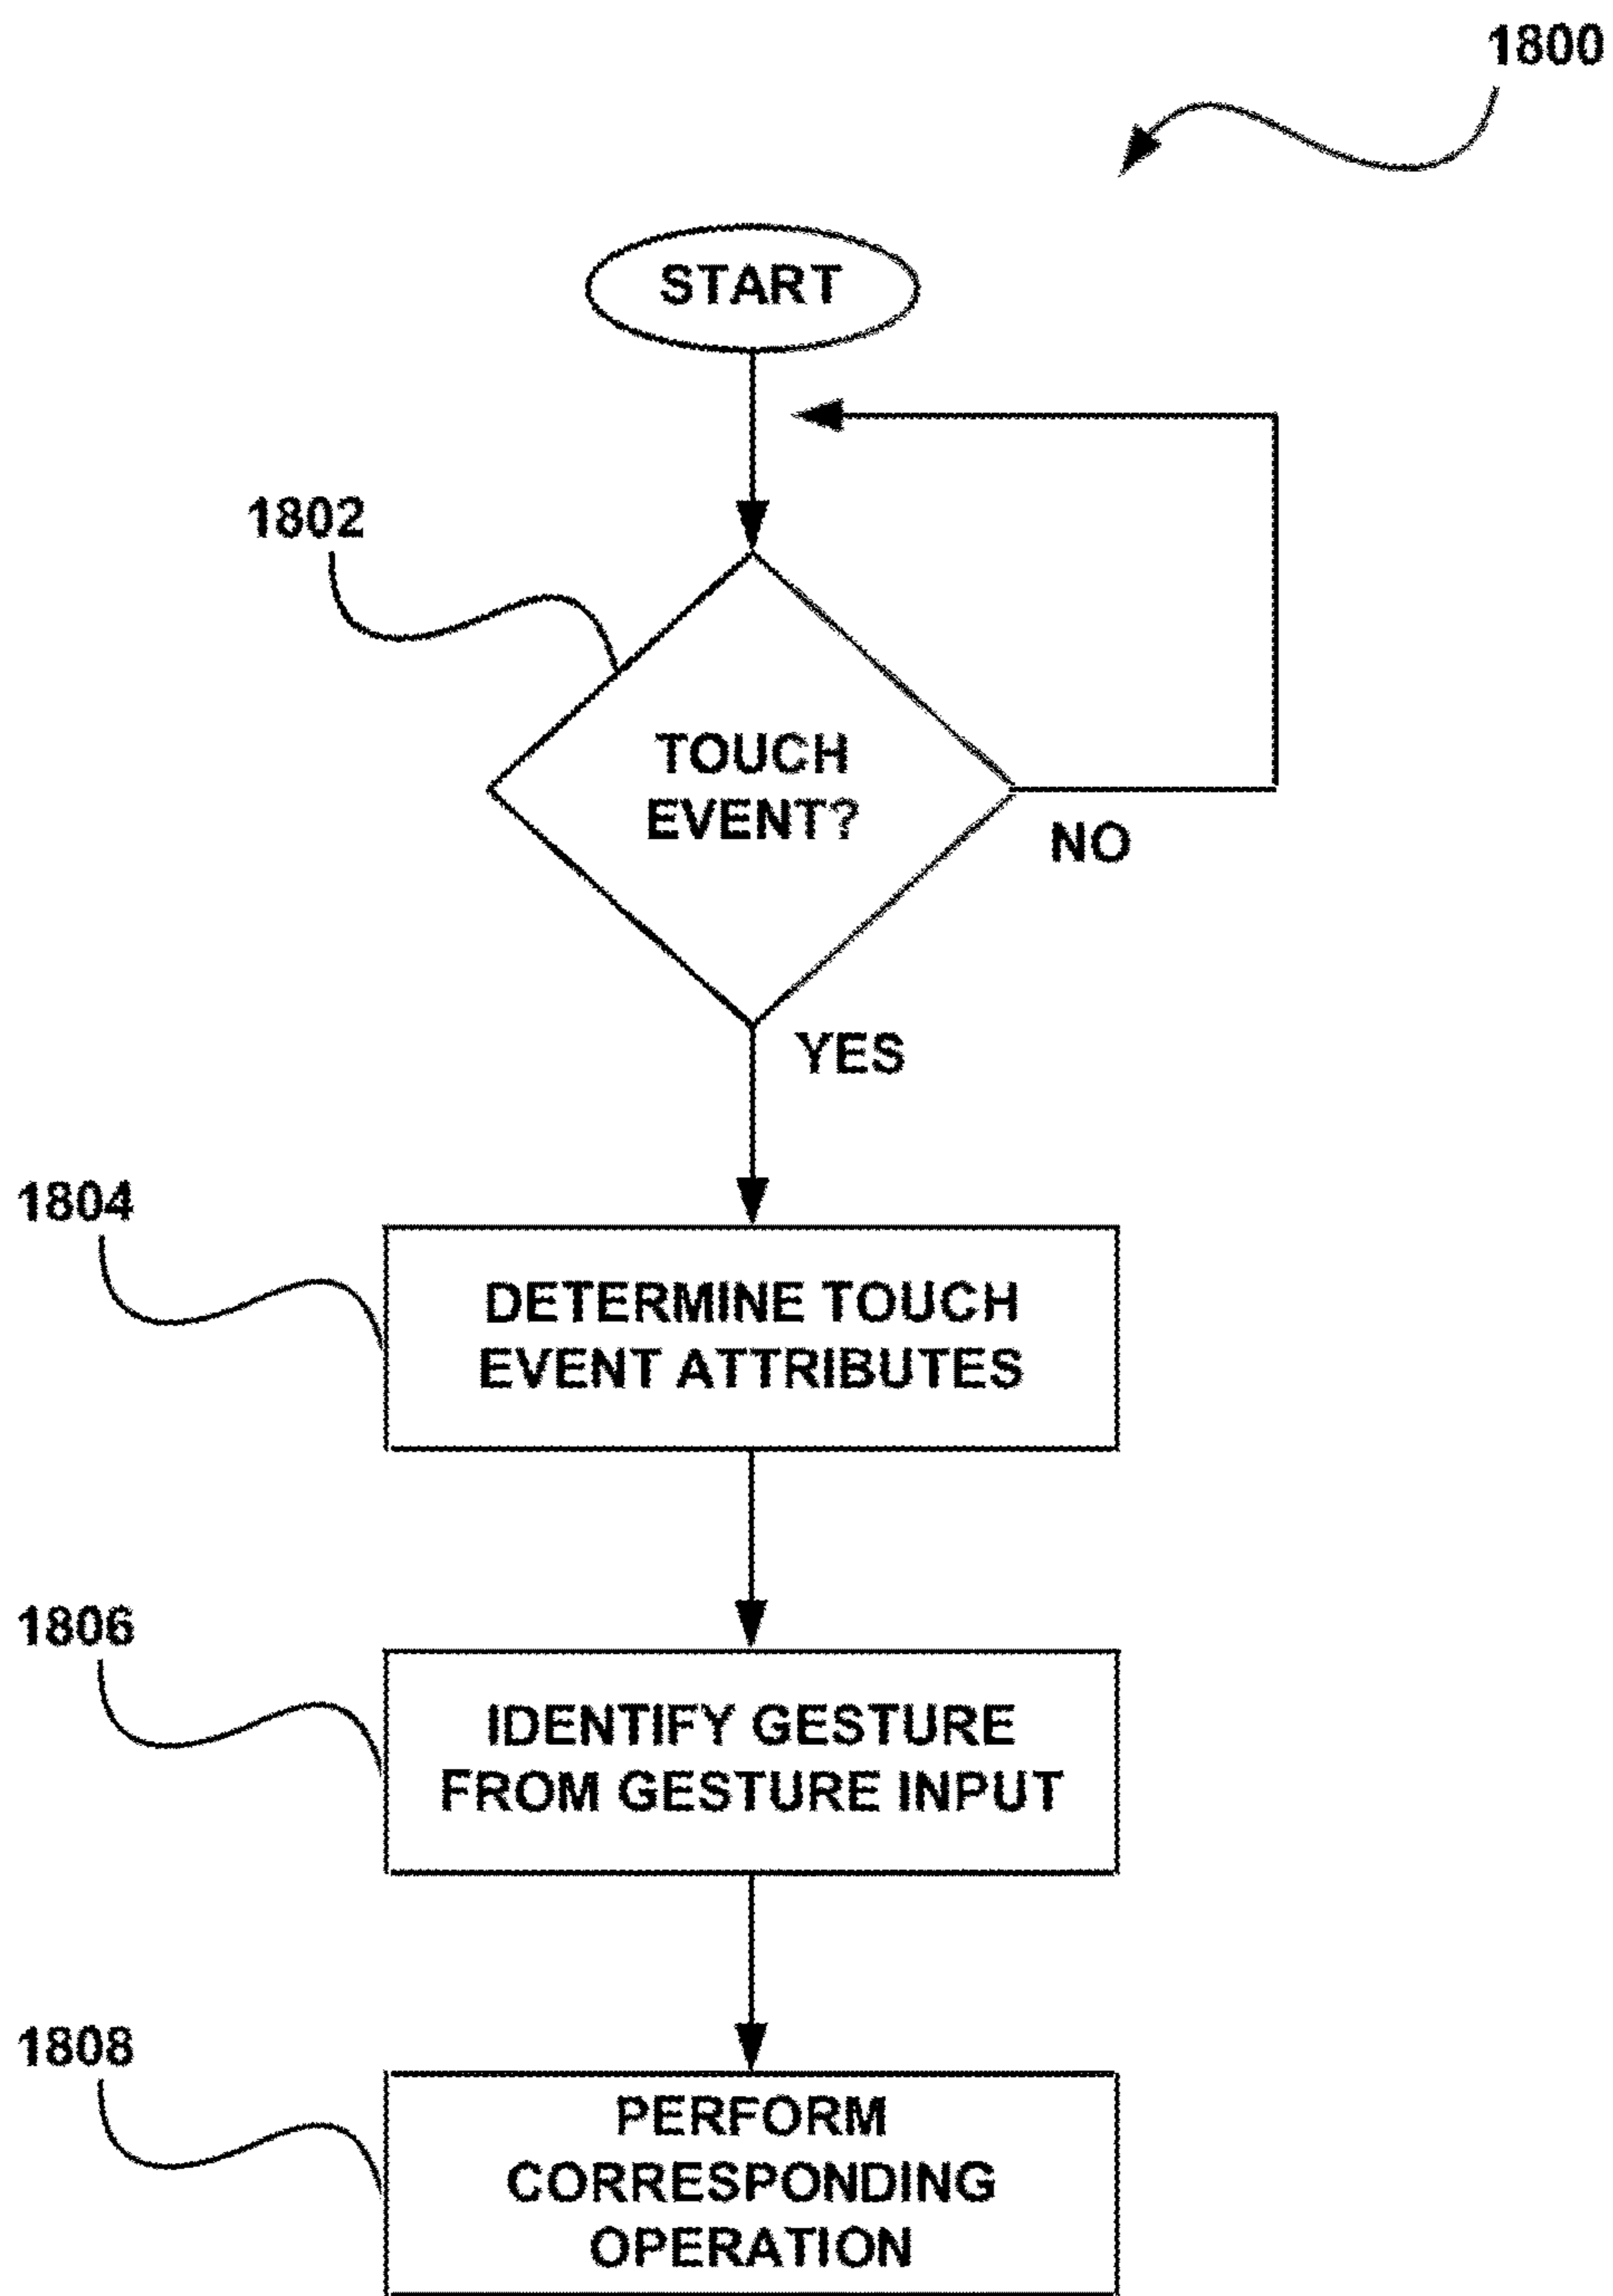 1800
START
1802
TOUCH
EVENT?
NO
YES
1804
DETERMINE TOUCH
EVENT ATTRIBUTES
1806
IDENTIFY GESTURE
FROM GESTURE INPUT
1808
PERFORM
CORRESPONDING
OPERATION